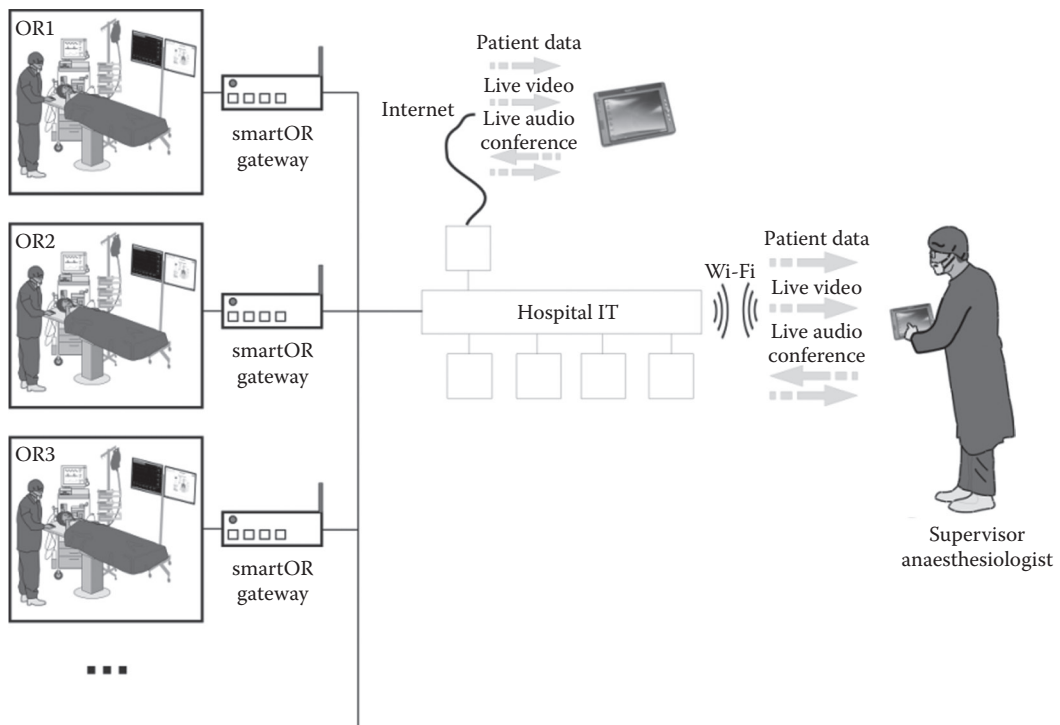 OR1
smartOR
gateway
OR2
smartOR
gateway
OR3
smartOR
gateway
Internet
Patient data
Live video
Live audio
conference
Hospital IT
Wi-Fi
Patient data
Live video
Live audio
conference
Supervisor
anaesthesiologist